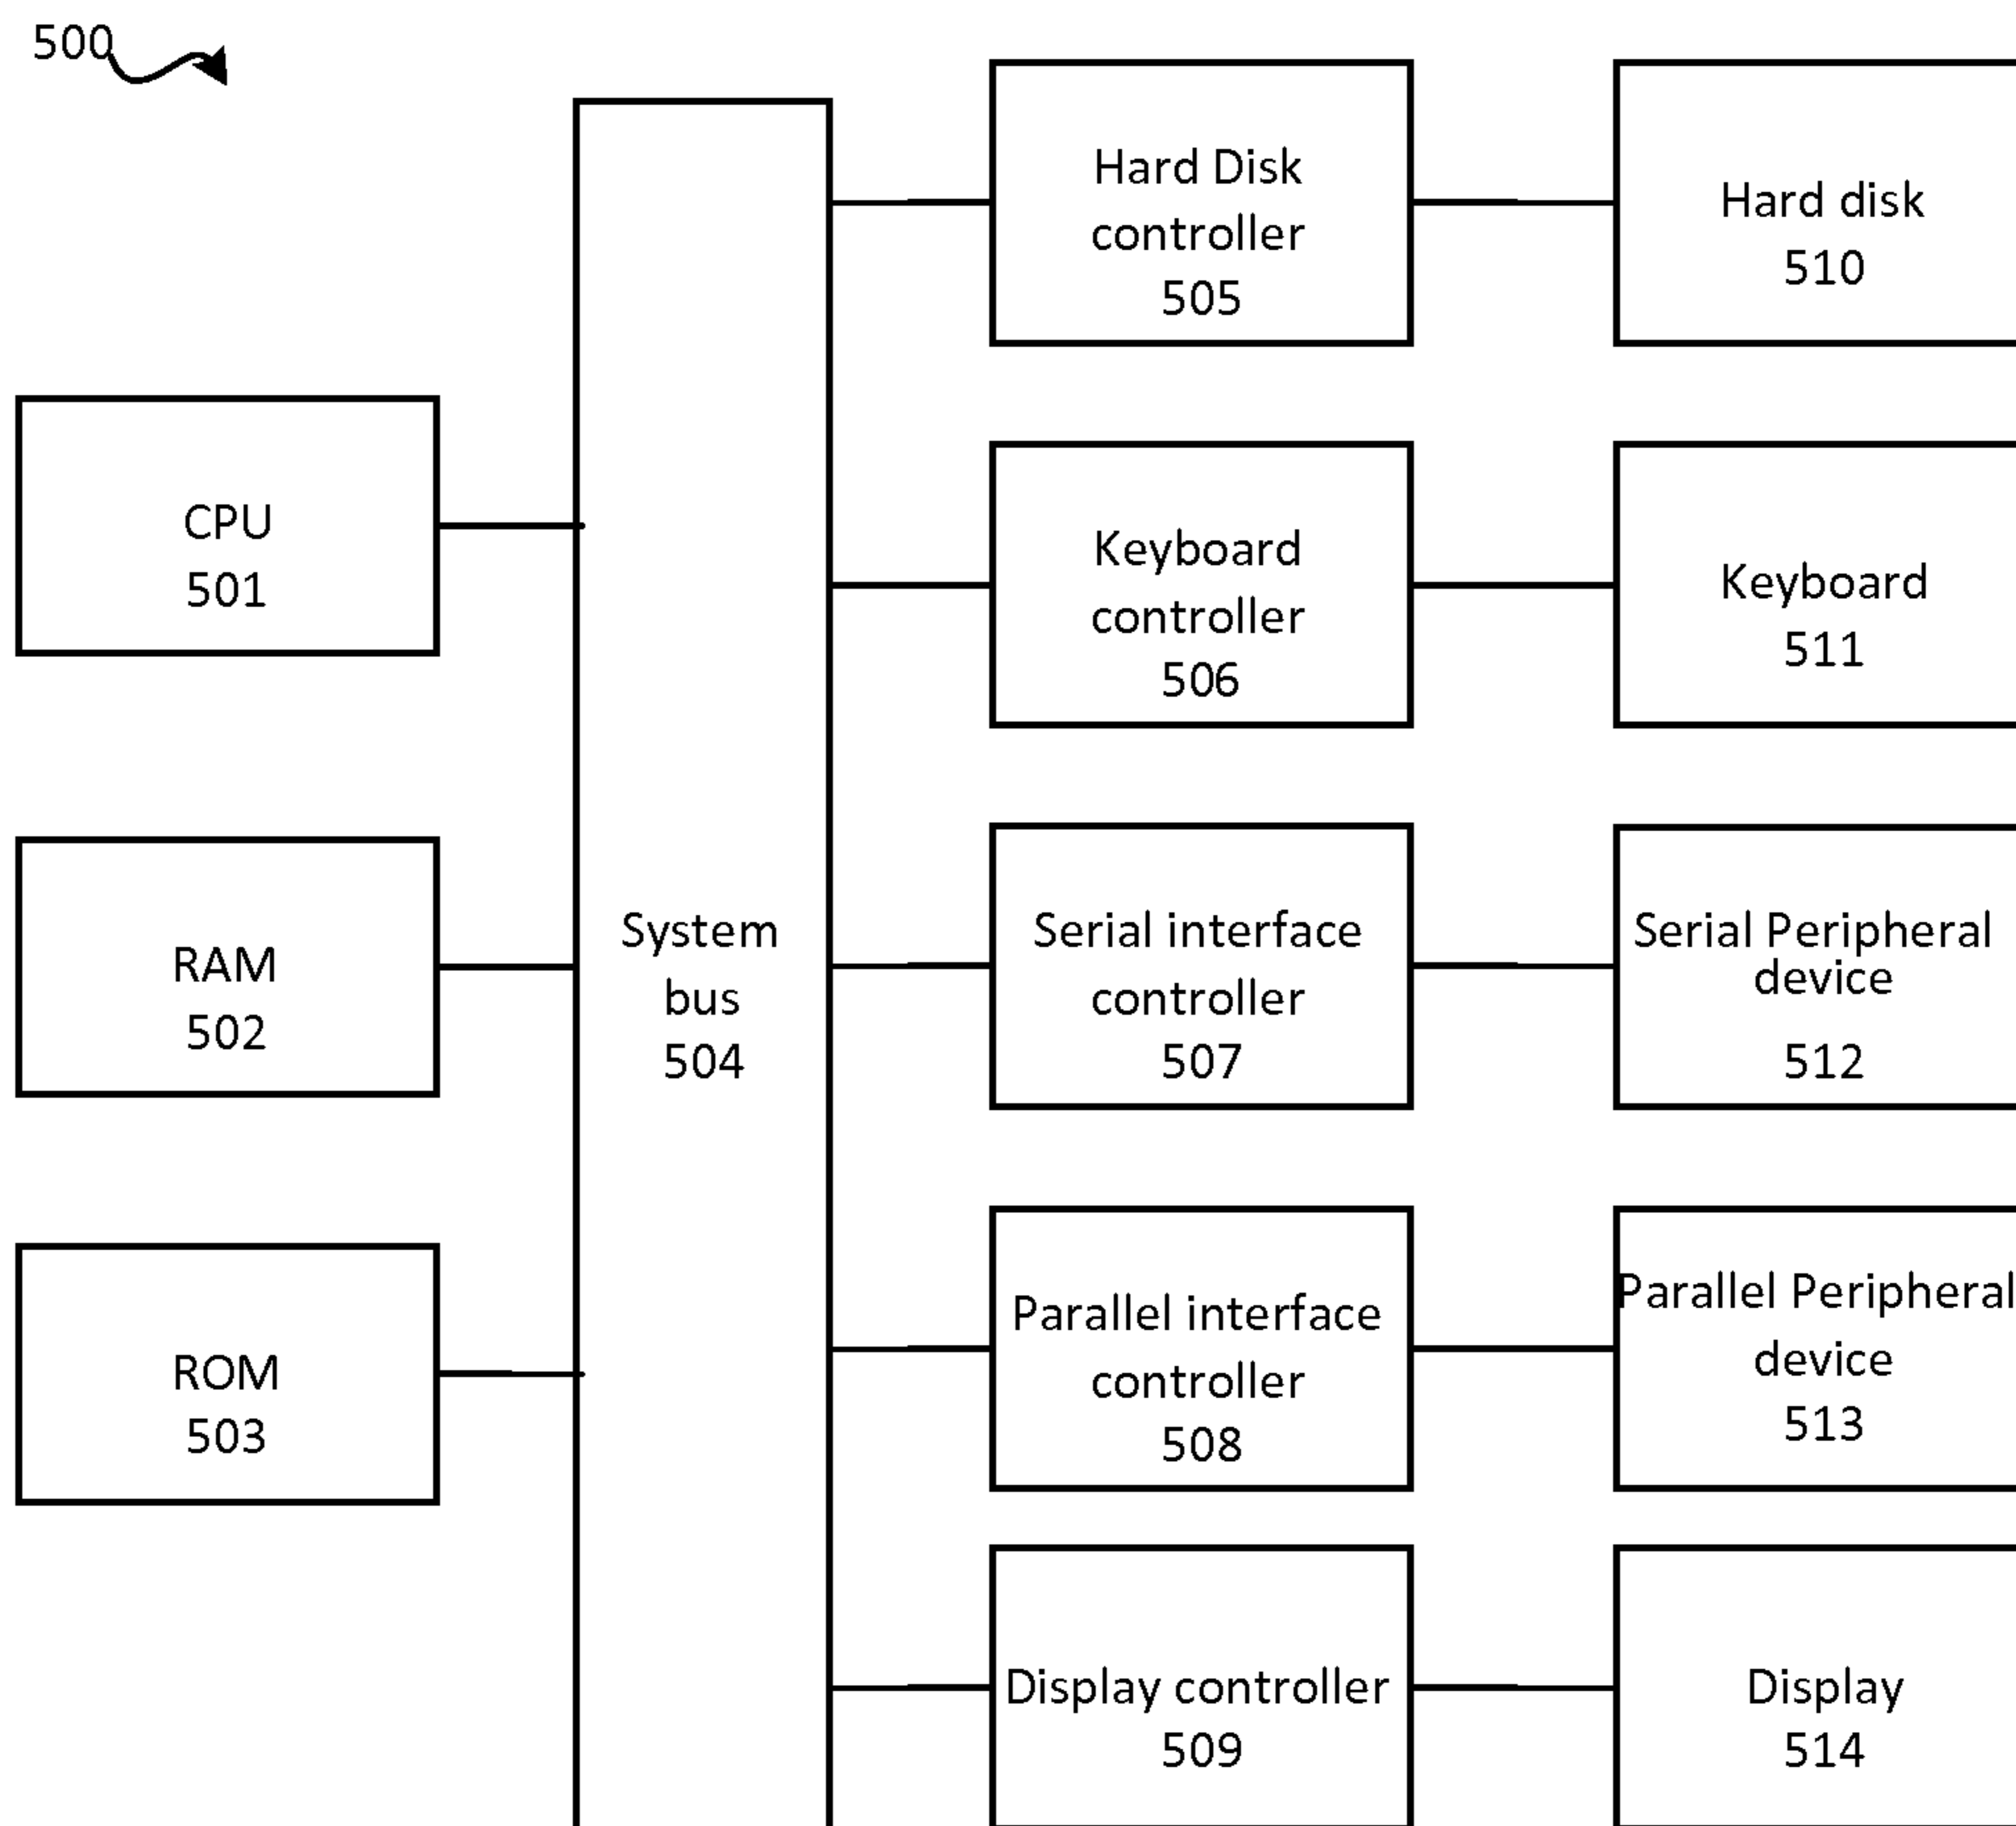 500
CPU
501
RAM
502
ROM
503
System
bus
504
Hard Disk
controller
505
Keyboard
controller
506
Serial interface
controller
507
Parallel interface
controller
508
Display controller
509
Hard disk
510
Keyboard
511
Serial Peripheral
device
512
Parallel Peripheral
device
513
Display
514